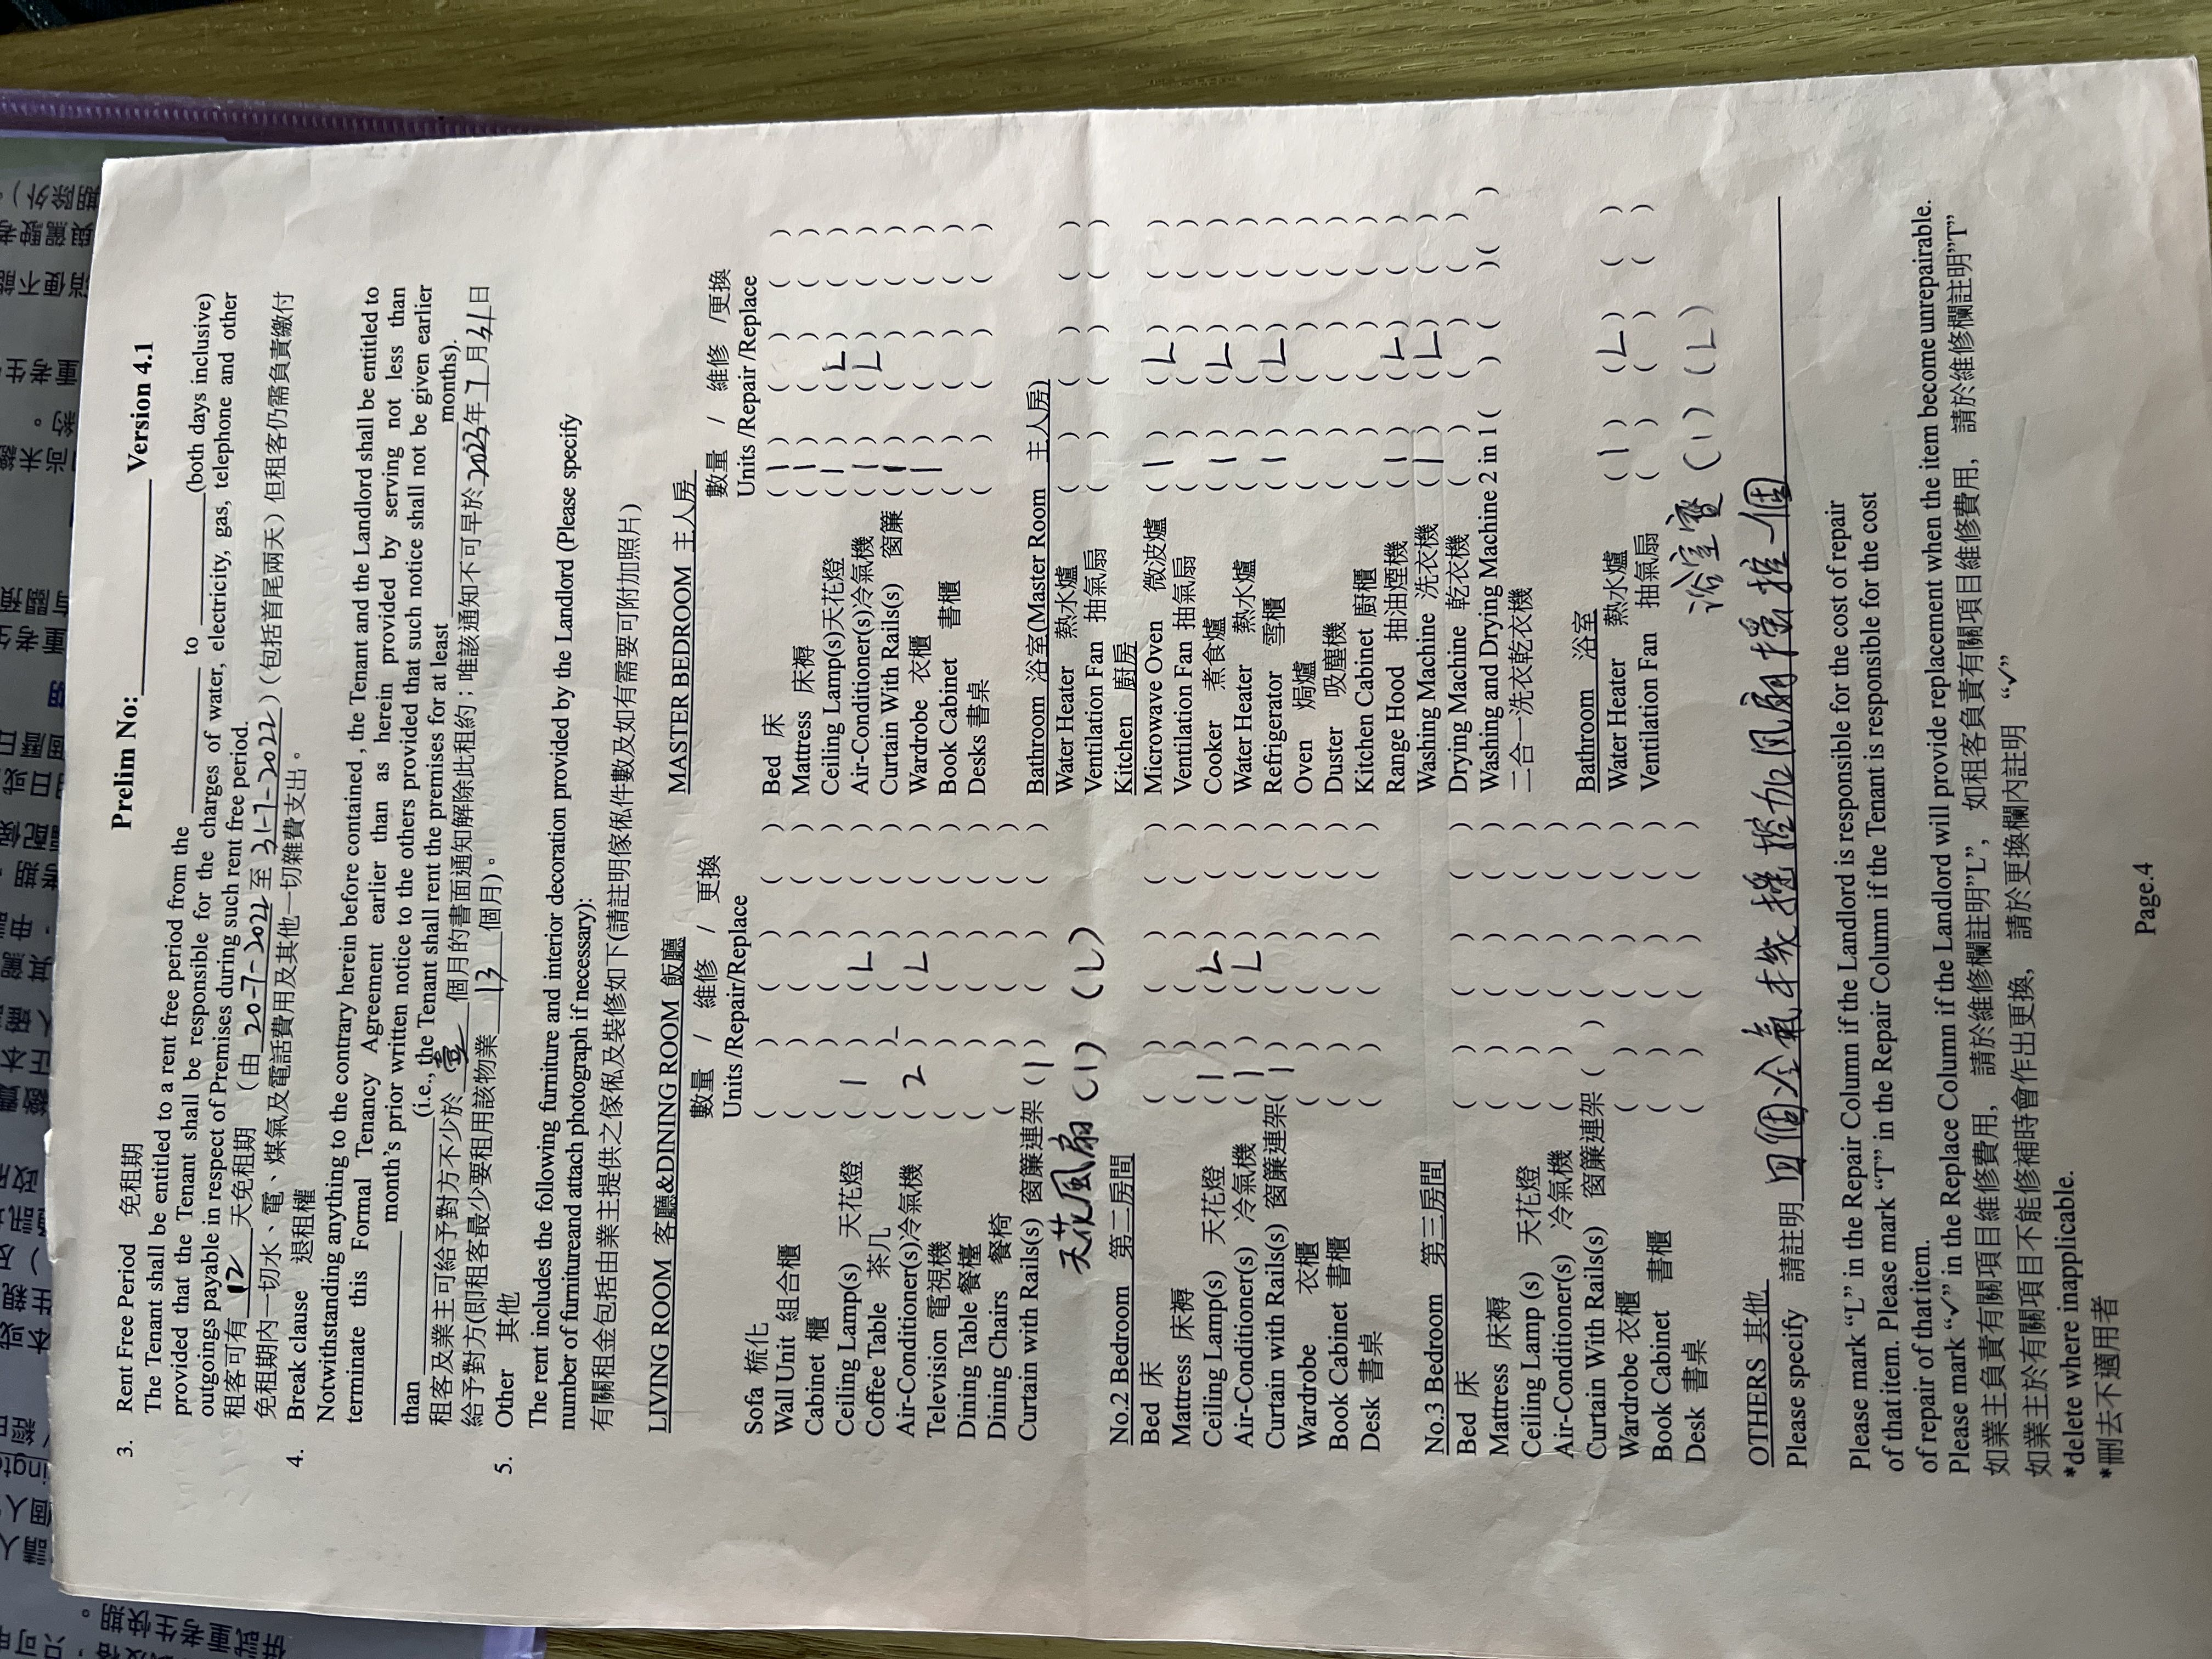 Prelim No:____________ Version 4.1
3. Rent Free Period 免租期
The Tenant shall be entitled to a rent free period from the ________ to ________(both days inclusive)
provided that the Tenant shall be responsible for the charges of water, electricity, gas, telephone and other
outgoings payable in respect of Premises during such rent free period.
租客可有 12 天免租期 (由 20-7-2022 至 31-7-2022) (包括首尾兩天) 但租客仍需負責繳付
免租期內一切水、電、煤氣及電話費用及其他一切雜費支出。
4. Break clause 退租權
Notwithstanding anything to the contrary herein before contained , the Tenant and the Landlord shall be entitled to
terminate this Formal Tenancy Agreement earlier than as herein provided by serving not less than
________ month's prior written notice to the others provided that such notice shall not be given earlier
than ________ (i.e., the Tenant shall rent the premises for at least ________ months).
租客及業主可給予對方不少於 壹 個月的書面通知解除此租約；唯該通知不可早於 2023 年 7 月 31 日
給予對方(即租客最少要租用該物業 13 個月)。
5. Other 其他
The rent includes the following furniture and interior decoration provided by the Landlord (Please specify
number of furnitureand attach photograph if necessary):
有關租金包括由業主提供之傢俬及裝修如下(請註明傢俬件數及如有需要可附加照片)
LIVING ROOM 客廳&DINING ROOM 飯廳
數量 / 維修 / 更換
Units /Repair/Replace
Sofa 梳化 ( ) ( ) ( )
Wall Unit 組合櫃 ( ) ( ) ( )
Cabinet 櫃 ( ) ( ) ( )
Ceiling Lamp(s) 天花燈 ( 1 ) ( L ) ( )
Coffee Table 茶几 ( ) ( ) ( )
Air-Conditioner(s)冷氣機 ( 2 ) ( L ) ( )
Television 電視機 ( ) ( ) ( )
Dining Table 餐檯 ( ) ( ) ( )
Dining Chairs 餐椅 ( ) ( ) ( )
Curtain with Rails(s) 窗簾連架 ( 1 ) ( ) ( )
天花風扇 (1) (L)
No.2 Bedroom 第二房間
Bed 床 ( ) ( ) ( )
Mattress 床褥 ( ) ( ) ( )
Ceiling Lamp(s) 天花燈 ( 1 ) ( L ) ( )
Air-Conditioner(s) 冷氣機 ( 1 ) ( L ) ( )
Curtain with Rails(s) 窗簾連架( 1 ) ( ) ( )
Wardrobe 衣櫃 ( ) ( ) ( )
Book Cabinet 書櫃 ( ) ( ) ( )
Desk 書桌 ( ) ( ) ( )
No.3 Bedroom 第三房間
Bed 床 ( ) ( ) ( )
Mattress 床褥 ( ) ( ) ( )
Ceiling Lamp (s) 天花燈 ( ) ( ) ( )
Air-Conditioner(s) 冷氣機 ( ) ( ) ( )
Curtain With Rails(s) 窗簾連架 ( ) ( ) ( )
Wardrobe 衣櫃 ( ) ( ) ( )
Book Cabinet 書櫃 ( ) ( ) ( )
Desk 書桌 ( ) ( ) ( )
MASTER BEDROOM 主人房
數量 / 維修 /更換
Units /Repair /Replace
Bed 床 ( 1 ) ( ) ( )
Mattress 床褥 ( 1 ) ( ) ( )
Ceiling Lamp(s)天花燈 ( 1 ) ( L ) ( )
Air-Conditioner(s)冷氣機 ( 1 ) ( L ) ( )
Curtain With Rails(s) 窗簾 ( 1 ) ( ) ( )
Wardrobe 衣櫃 ( 1 ) ( ) ( )
Book Cabinet 書櫃 ( ) ( ) ( )
Desks 書桌 ( ) ( ) ( )
Bathroom 浴室(Master Room 主人房)
Water Heater 熱水爐 ( ) ( ) ( )
Ventilation Fan 抽氣扇 ( ) ( ) ( )
Kitchen 廚房
Microwave Oven 微波爐 ( 1 ) ( L ) ( )
Ventilation Fan 抽氣扇 ( ) ( ) ( )
Cooker 煮食爐 ( 1 ) ( L ) ( )
Water Heater 熱水爐 ( ) ( ) ( )
Refrigerator 雪櫃 ( 1 ) ( L ) ( )
Oven 焗爐 ( ) ( ) ( )
Duster 吸塵機 ( ) ( ) ( )
Kitchen Cabinet 廚櫃 ( ) ( ) ( )
Range Hood 抽油煙機 ( 1 ) ( L ) ( )
Washing Machine 洗衣機 ( 1 ) ( L ) ( )
Drying Machine 乾衣機 ( ) ( ) ( )
Washing and Drying Machine 2 in 1 ( ) ( ) ( )
二合一洗衣乾衣機
Bathroom 浴室
Water Heater 熱水爐 ( 1 ) ( L ) ( )
Ventilation Fan 抽氣扇 ( ) ( ) ( )
浴室寶 (1) (L)
OTHERS 其他
Please specify 請註明 四個冷氣 加風扇遙控一個
Please mark “L” in the Repair Column if the Landlord is responsible for the cost of repair
of that item. Please mark “T” in the Repair Column if the Tenant is responsible for the cost
of repair of that item.
Please mark “✓” in the Replace Column if the Landlord will provide replacement when the item become unrepairable.
如業主負責有關項目維修費用， 請於維修欄註明”L”， 如租客負責有關項目維修費用， 請於維修欄註明”T”
如業主於有關項目不能修補時會作出更換， 請於更換欄內註明 “✓”
*delete where inapplicable.
*刪去不適用者
Page.4